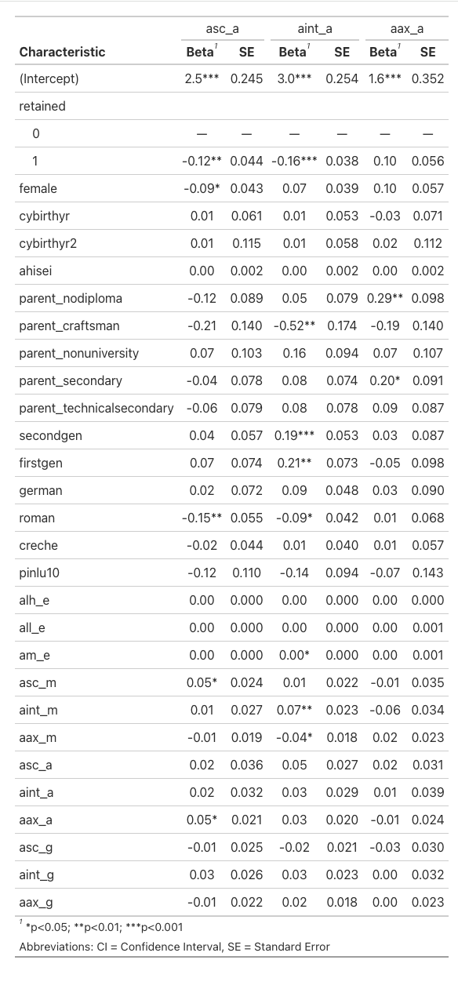 asc_a aint_a aax_a
Characteristic Beta¹ SE Beta¹ SE Beta¹ SE
(Intercept) 2.5*** 0.245 3.0*** 0.254 1.6*** 0.352
retained
0 — — — — — —
1 -0.12** 0.044 -0.16*** 0.038 0.10 0.056
female -0.09* 0.043 0.07 0.039 0.10 0.057
cybirthyr 0.01 0.061 0.01 0.053 -0.03 0.071
cybirthyr2 0.01 0.115 0.01 0.058 0.02 0.112
ahisei 0.00 0.002 0.00 0.002 0.00 0.002
parent_nodiploma -0.12 0.089 0.05 0.079 0.29** 0.098
parent_craftsman -0.21 0.140 -0.52** 0.174 -0.19 0.140
parent_nonuniversity 0.07 0.103 0.16 0.094 0.07 0.107
parent_secondary -0.04 0.078 0.08 0.074 0.20* 0.091
parent_technicalsecondary -0.06 0.079 0.08 0.078 0.09 0.087
secondgen 0.04 0.057 0.19*** 0.053 0.03 0.087
firstgen 0.07 0.074 0.21** 0.073 -0.05 0.098
german 0.02 0.072 0.09 0.048 0.03 0.090
roman -0.15** 0.055 -0.09* 0.042 0.01 0.068
creche -0.02 0.044 0.01 0.040 0.01 0.057
pinlu10 -0.12 0.110 -0.14 0.094 -0.07 0.143
alh_e 0.00 0.000 0.00 0.000 0.00 0.000
all_e 0.00 0.000 0.00 0.000 0.00 0.001
am_e 0.00 0.000 0.00* 0.000 0.00 0.001
asc_m 0.05* 0.024 0.01 0.022 -0.01 0.035
aint_m 0.01 0.027 0.07** 0.023 -0.06 0.034
aax_m -0.01 0.019 -0.04* 0.018 0.02 0.023
asc_a 0.02 0.036 0.05 0.027 0.02 0.031
aint_a 0.02 0.032 0.03 0.029 0.01 0.039
aax_a 0.05* 0.021 0.03 0.020 -0.01 0.024
asc_g -0.01 0.025 -0.02 0.021 -0.03 0.030
aint_g 0.03 0.026 0.03 0.023 0.00 0.032
aax_g -0.01 0.022 0.02 0.018 0.00 0.023
¹ *p<0.05; **p<0.01; ***p<0.001
Abbreviations: CI = Confidence Interval, SE = Standard Error